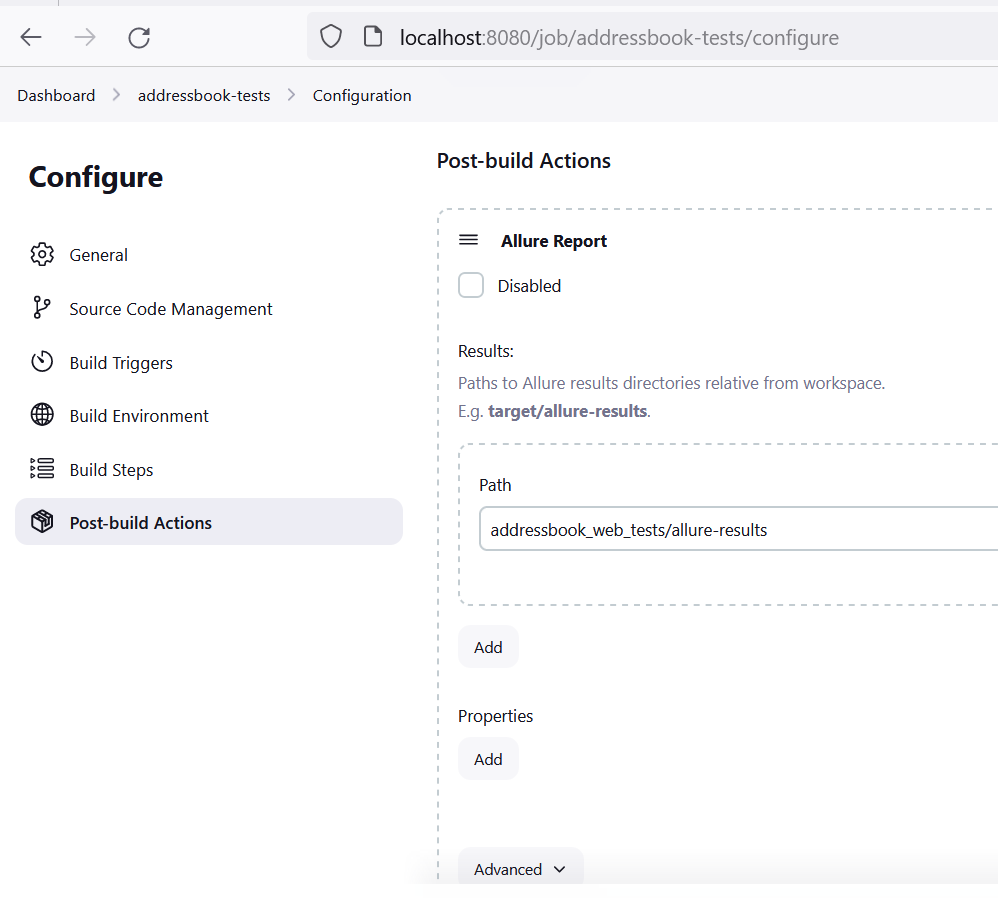 localhost:8080/job/addressbook-tests/configure
Dashboard
addressbook-tests
Configuration
Configure
General
Source Code Management
Build Triggers
Build Environment
Build Steps
Post-build Actions
Post-build Actions
Allure Report
Disabled
Results:
Paths to Allure results directories relative from workspace.
E.g. target/allure-results.
Path
addressbook_web_tests/allure-results
Add
Properties
Add
Advanced